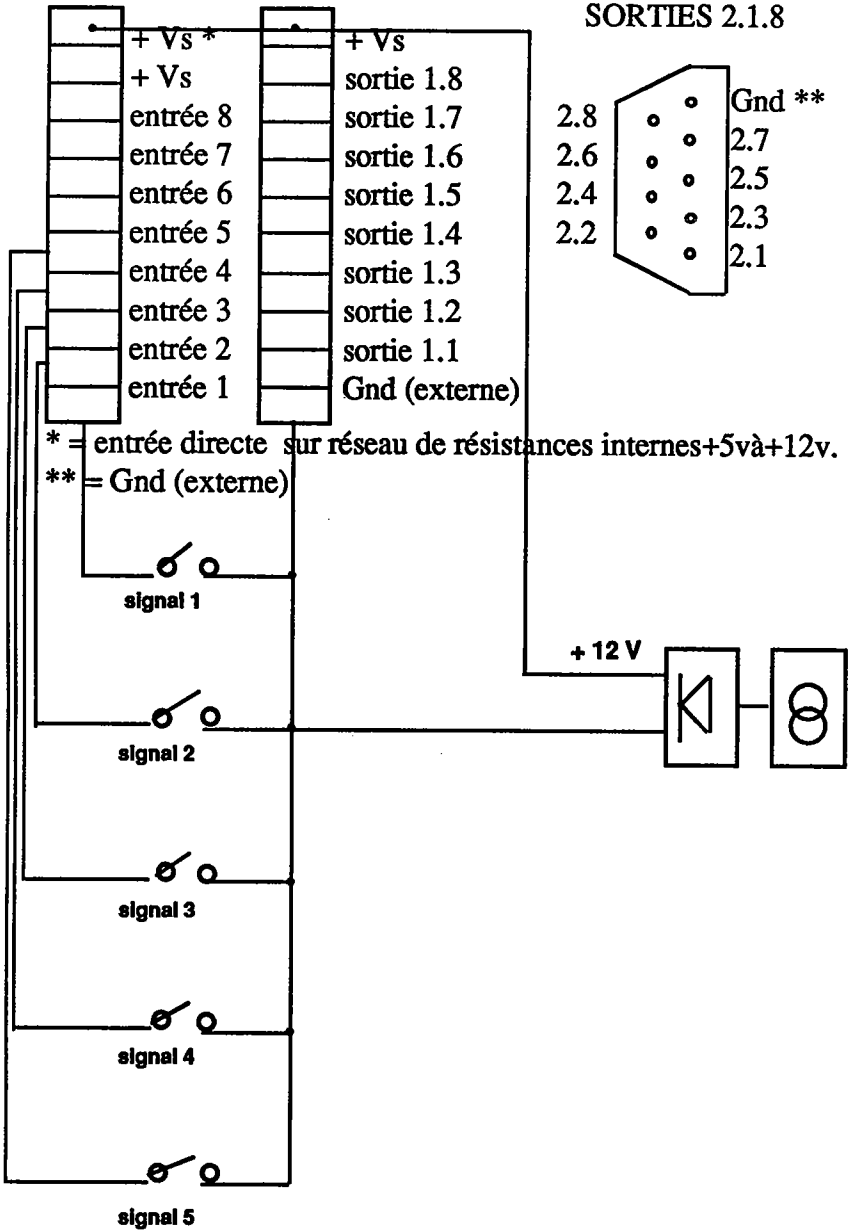 SORTIES 2.1.8
+ Vs *
+ Vs
entrée 8
entrée 7
entrée 6
entrée 5
entrée 4
entrée 3
entrée 2
entrée 1
+ Vs
sortie 1.8
sortie 1.7
sortie 1.6
sortie 1.5
sortie 1.4
sortie 1.3
sortie 1.2
sortie 1.1
Gnd (externe)
2.8
2.6
2.4
2.2
Gnd **
2.7
2.5
2.3
2.1
* = entrée directe sur réseau de résistances internes+5và+12v.
** = Gnd (externe)
signal 1
+ 12 V
signal 2
signal 3
signal 4
signal 5